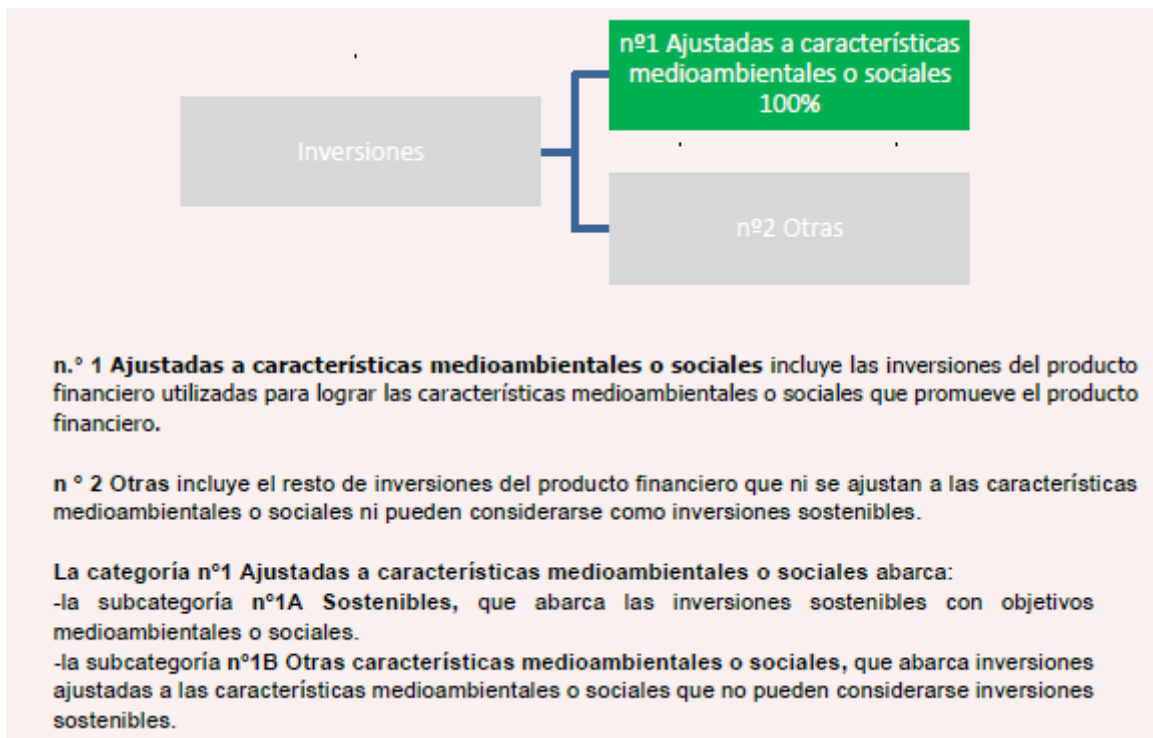 nº1 Ajustadas a características
medioambientales o sociales
100%
Inversiones
nº2 Otras
n.° 1 Ajustadas a características medioambientales o sociales incluye las inversiones del producto
financiero utilizadas para lograr las características medioambientales o sociales que promueve el producto
financiero.
n ° 2 Otras incluye el resto de inversiones del producto financiero que ni se ajustan a las características
medioambientales o sociales ni pueden considerarse como inversiones sostenibles.
La categoría nº1 Ajustadas a características medioambientales o sociales abarca:
-la subcategoría nº1A Sostenibles, que abarca las inversiones sostenibles con objetivos
medioambientales o sociales.
-la subcategoría nº1B Otras características medioambientales o sociales, que abarca inversiones
ajustadas a las características medioambientales o sociales que no pueden considerarse inversiones
sostenibles.